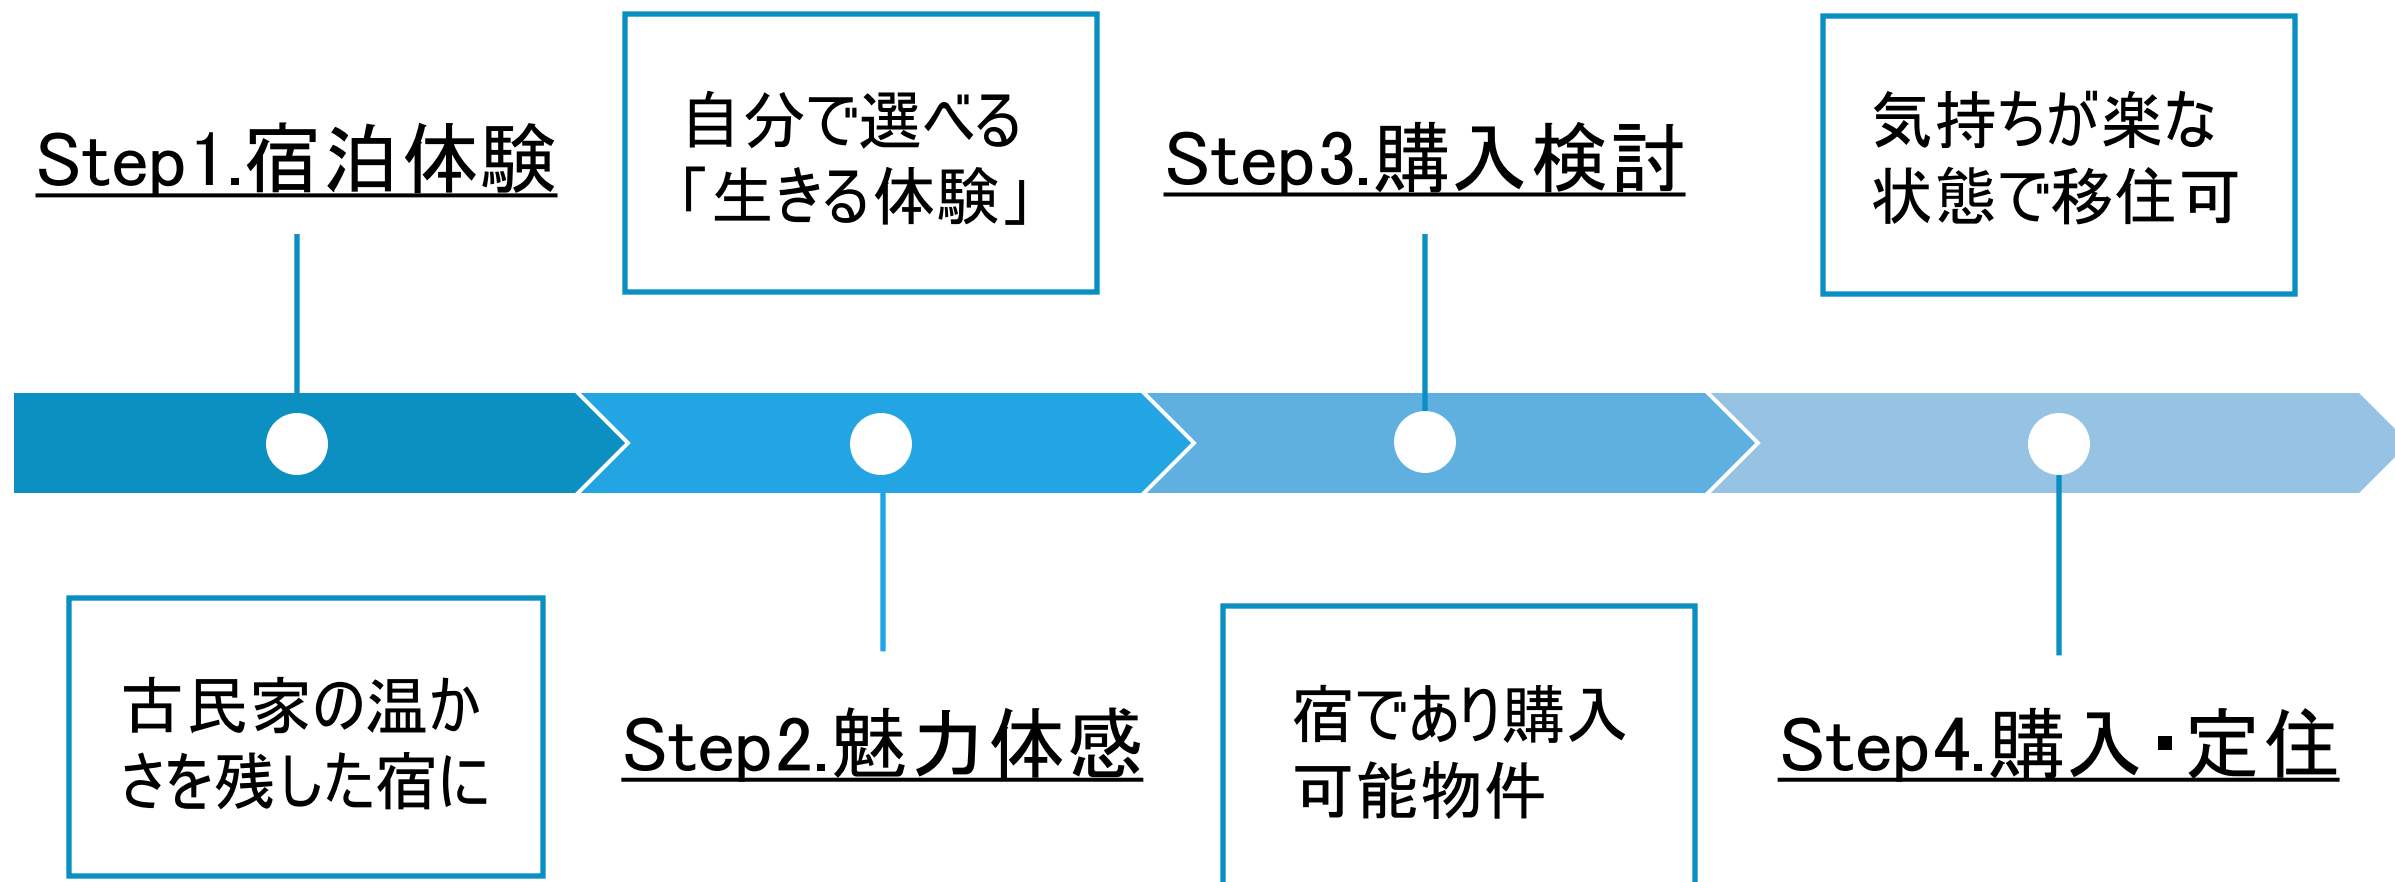 Step1.宿泊体験
古民家の温か
さを残した宿に
自分で選べる
「生きる体験」
Step2.魅力体感
Step3.購入検討
宿であり購入
可能物件
気持ちが楽な
状態で移住可
Step4.購入・定住